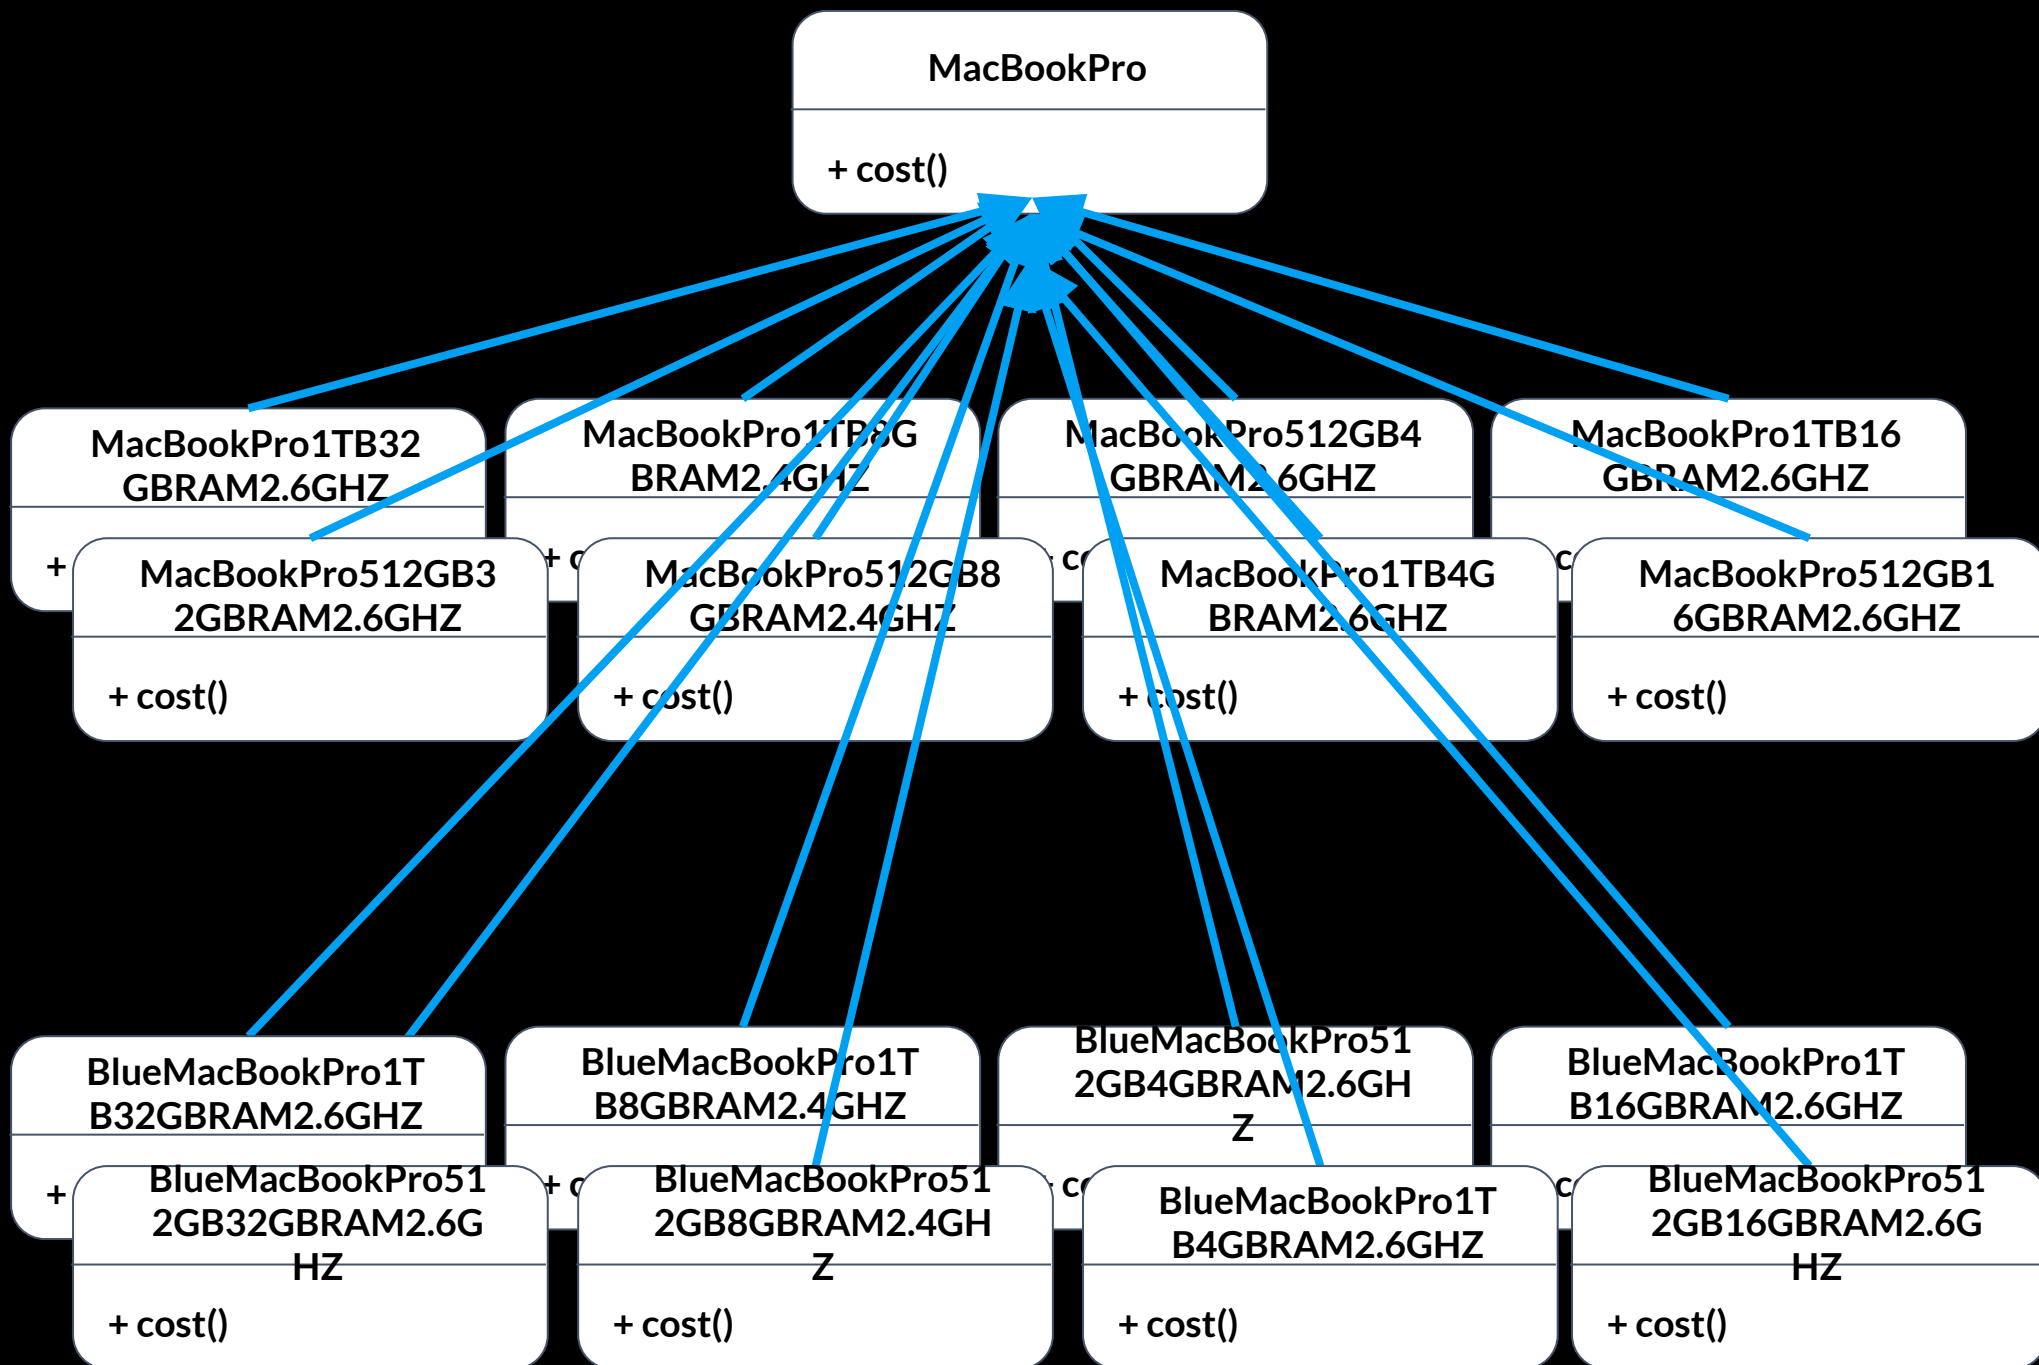 MacBookPro
+ cost()
MacBookPro1TB32
GBRAM2.6GHZ
+
MacBookPro1TB8G
BRAM2.4GHZ
+ c
MacBookPro512GB4
GBRAM2.6GHZ
co
MacBookPro1TB16
GBRAM2.6GHZ
c
MacBookPro512GB3
2GBRAM2.6GHZ
+ cost()
MacBookPro512GB8
GBRAM2.4GHZ
+ cost()
MacBookPro1TB4G
BRAM2.6GHZ
+ cost()
MacBookPro512GB1
6GBRAM2.6GHZ
+ cost()
BlueMacBookPro1T
B32GBRAM2.6GHZ
+
BlueMacBookPro1T
B8GBRAM2.4GHZ
+ c
BlueMacBookPro51
2GB4GBRAM2.6GH
Z
co
BlueMacBookPro1T
B16GBRAM2.6GHZ
c
BlueMacBookPro51
2GB32GBRAM2.6G
HZ
+ cost()
BlueMacBookPro51
2GB8GBRAM2.4GH
Z
+ cost()
BlueMacBookPro1T
B4GBRAM2.6GHZ
+ cost()
BlueMacBookPro51
2GB16GBRAM2.6G
HZ
+ cost()